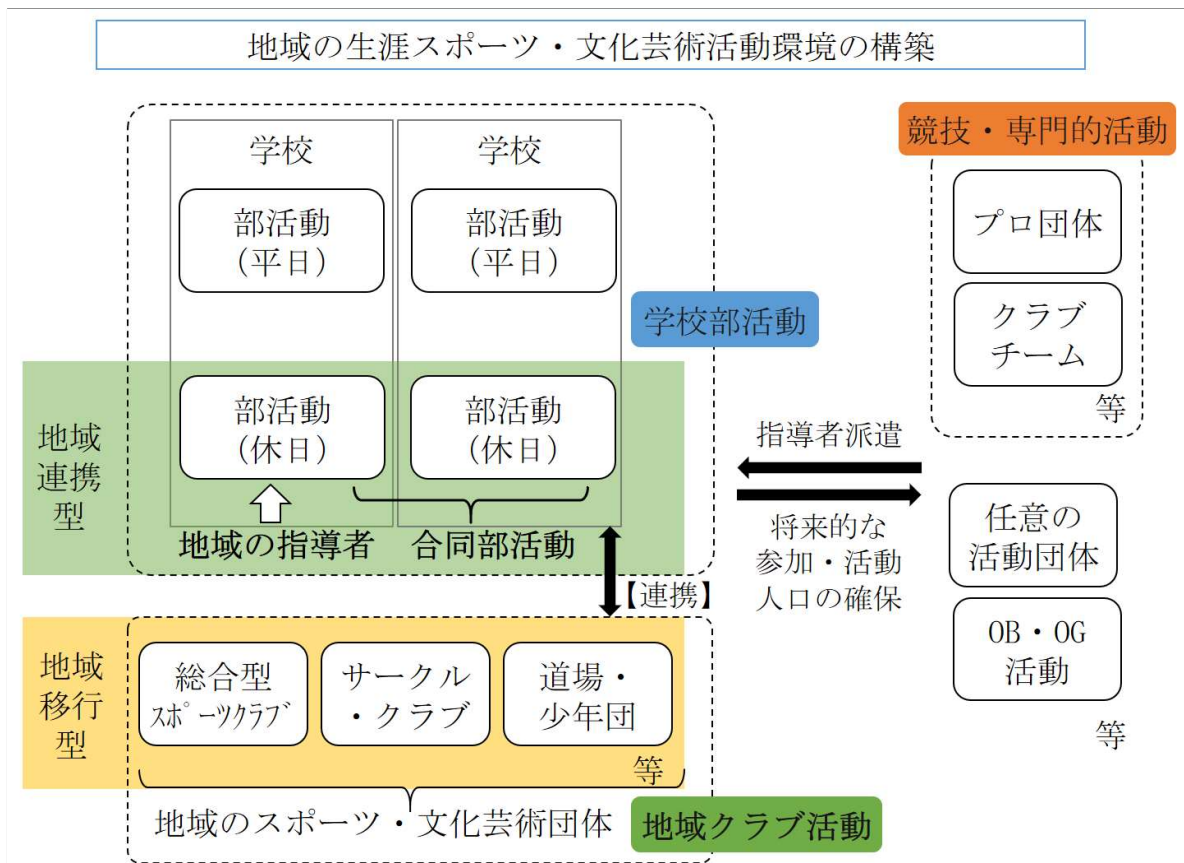 地域の生涯スポーツ・文化芸術活動環境の構築
学校
部活動
(平日)
部活動
(休日)
学校
部活動
(平日)
部活動
(休日)
学校部活動
地域
連携
型
地域の指導者
合同部活動
【連携】
地域
移行
型
総合型
ｽﾎﾟｰﾂｸﾗﾌﾞ
サークル
・クラブ
道場・
少年団
等
地域のスポーツ・文化芸術団体
地域クラブ活動
指導者派遣
将来的な
参加・活動
人口の確保
競技・専門的活動
プロ団体
クラブ
チーム
等
任意の
活動団体
OB・OG
活動
等